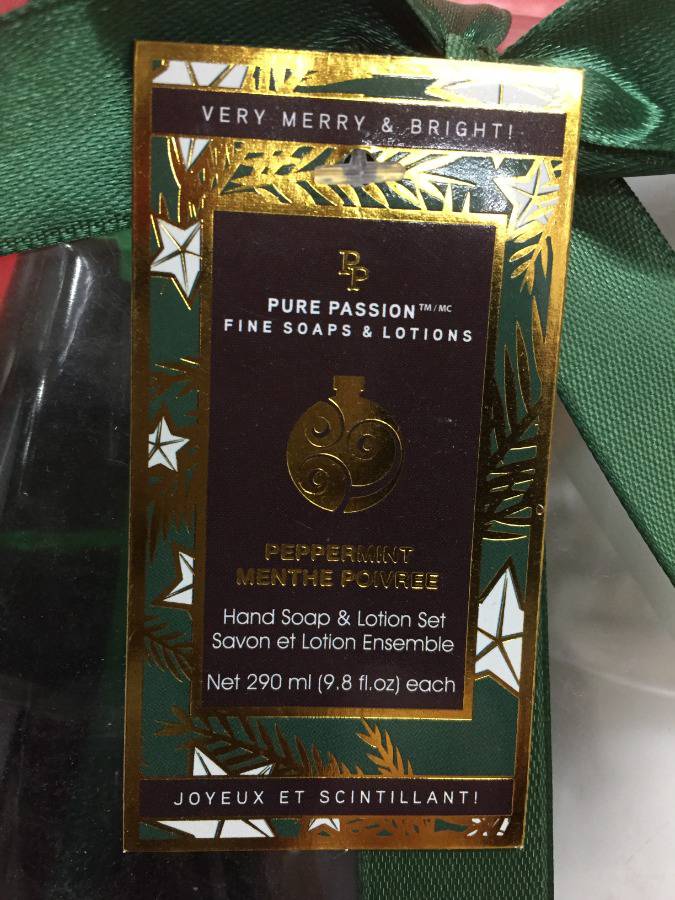 VERY MERRY & BRIGHT!
PP
PURE PASSION™/MC
FINE SOAPS & LOTIONS
PEPPERMINT
MENTHE POIVREE
Hand Soap & Lotion Set
Savon et Lotion Ensemble
Net 290 ml (9.8 fl.oz) each
JOYEUX ET SCINTILLANT!